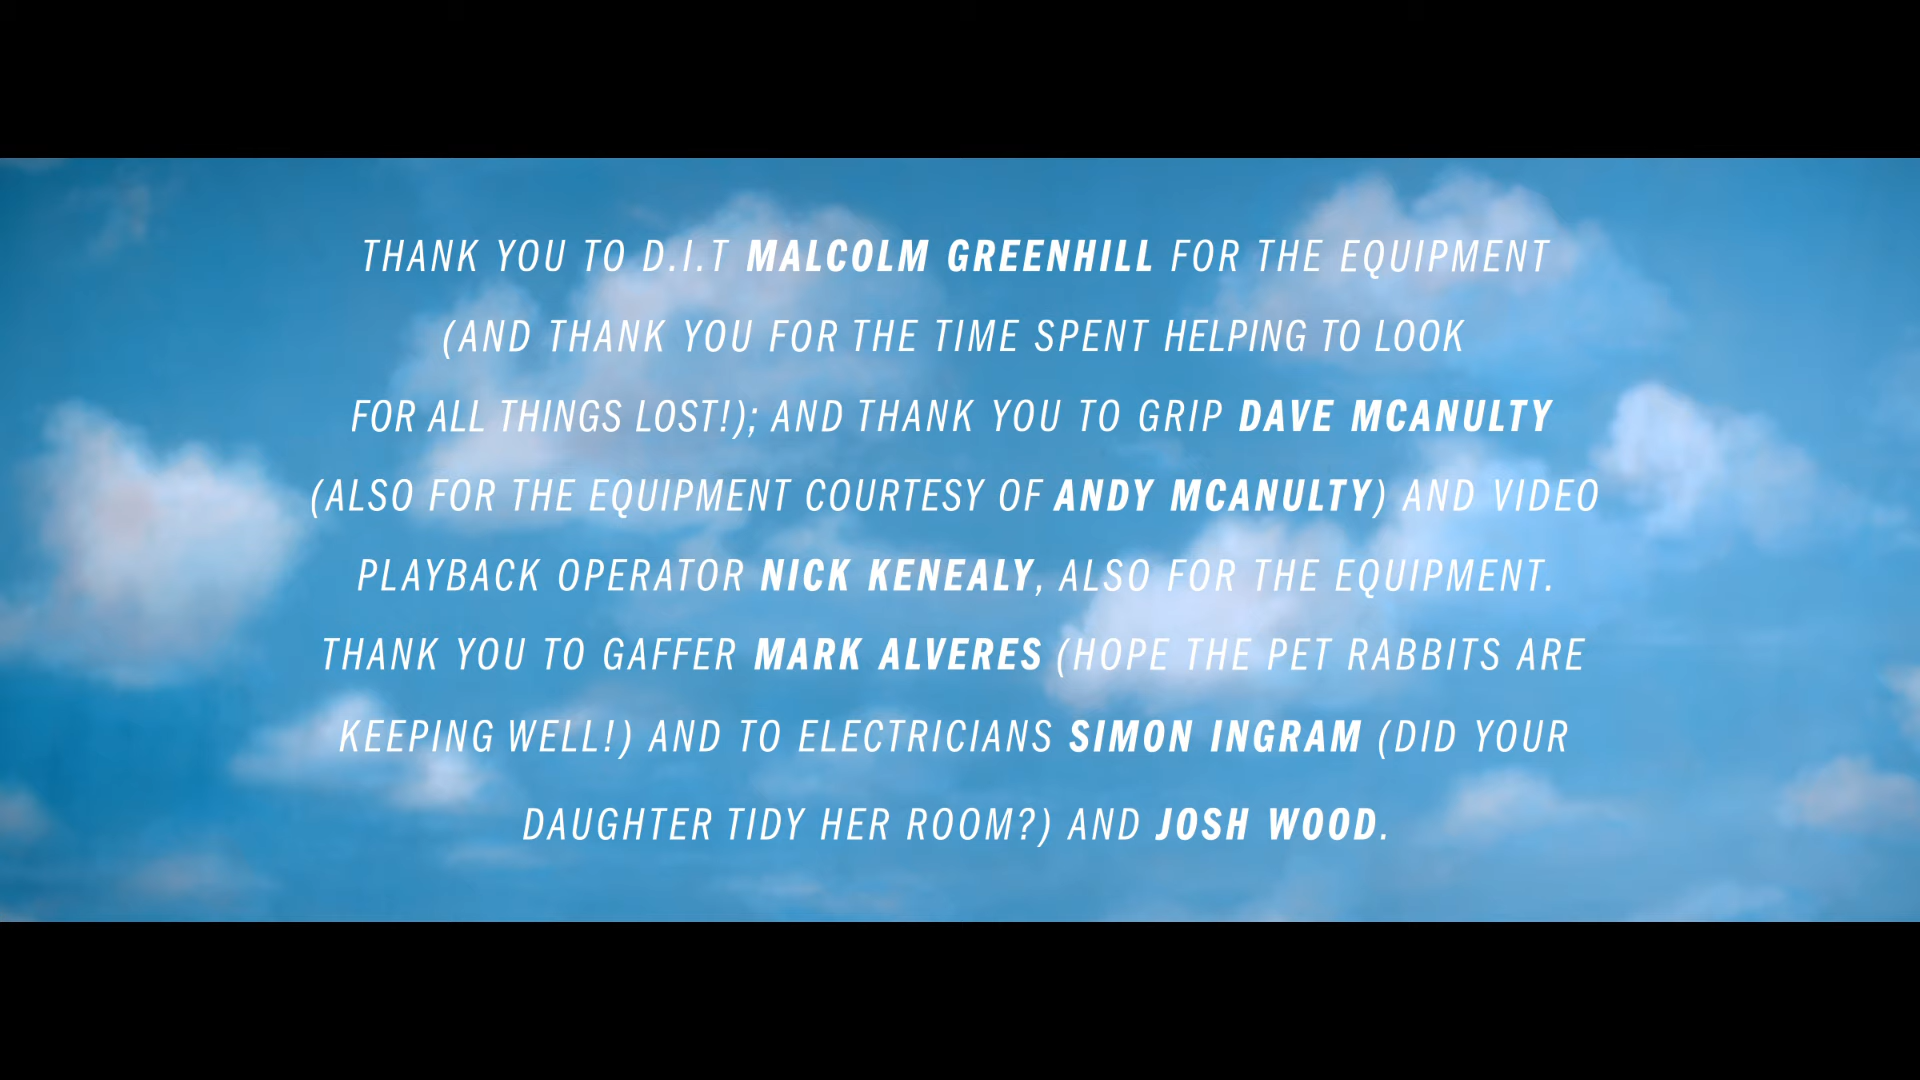 THANK YOU TO D.I.T MALCOLM GREENHILL FOR THE EQUIPMENT
(AND THANK YOU FOR THE TIME SPENT HELPING TO LOOK
FOR ALL THINGS LOST!); AND THANK YOU TO GRIP DAVE MCANULTY
(ALSO FOR THE EQUIPMENT COURTESY OF ANDY MCANULTY) AND VIDEO
PLAYBACK OPERATOR NICK KENEALY, ALSO FOR THE EQUIPMENT.
THANK YOU TO GAFFER MARK ALVERES (HOPE THE PET RABBITS ARE
KEEPING WELL!) AND TO ELECTRICIANS SIMON INGRAM (DID YOUR
DAUGHTER TIDY HER ROOM?) AND JOSH WOOD.